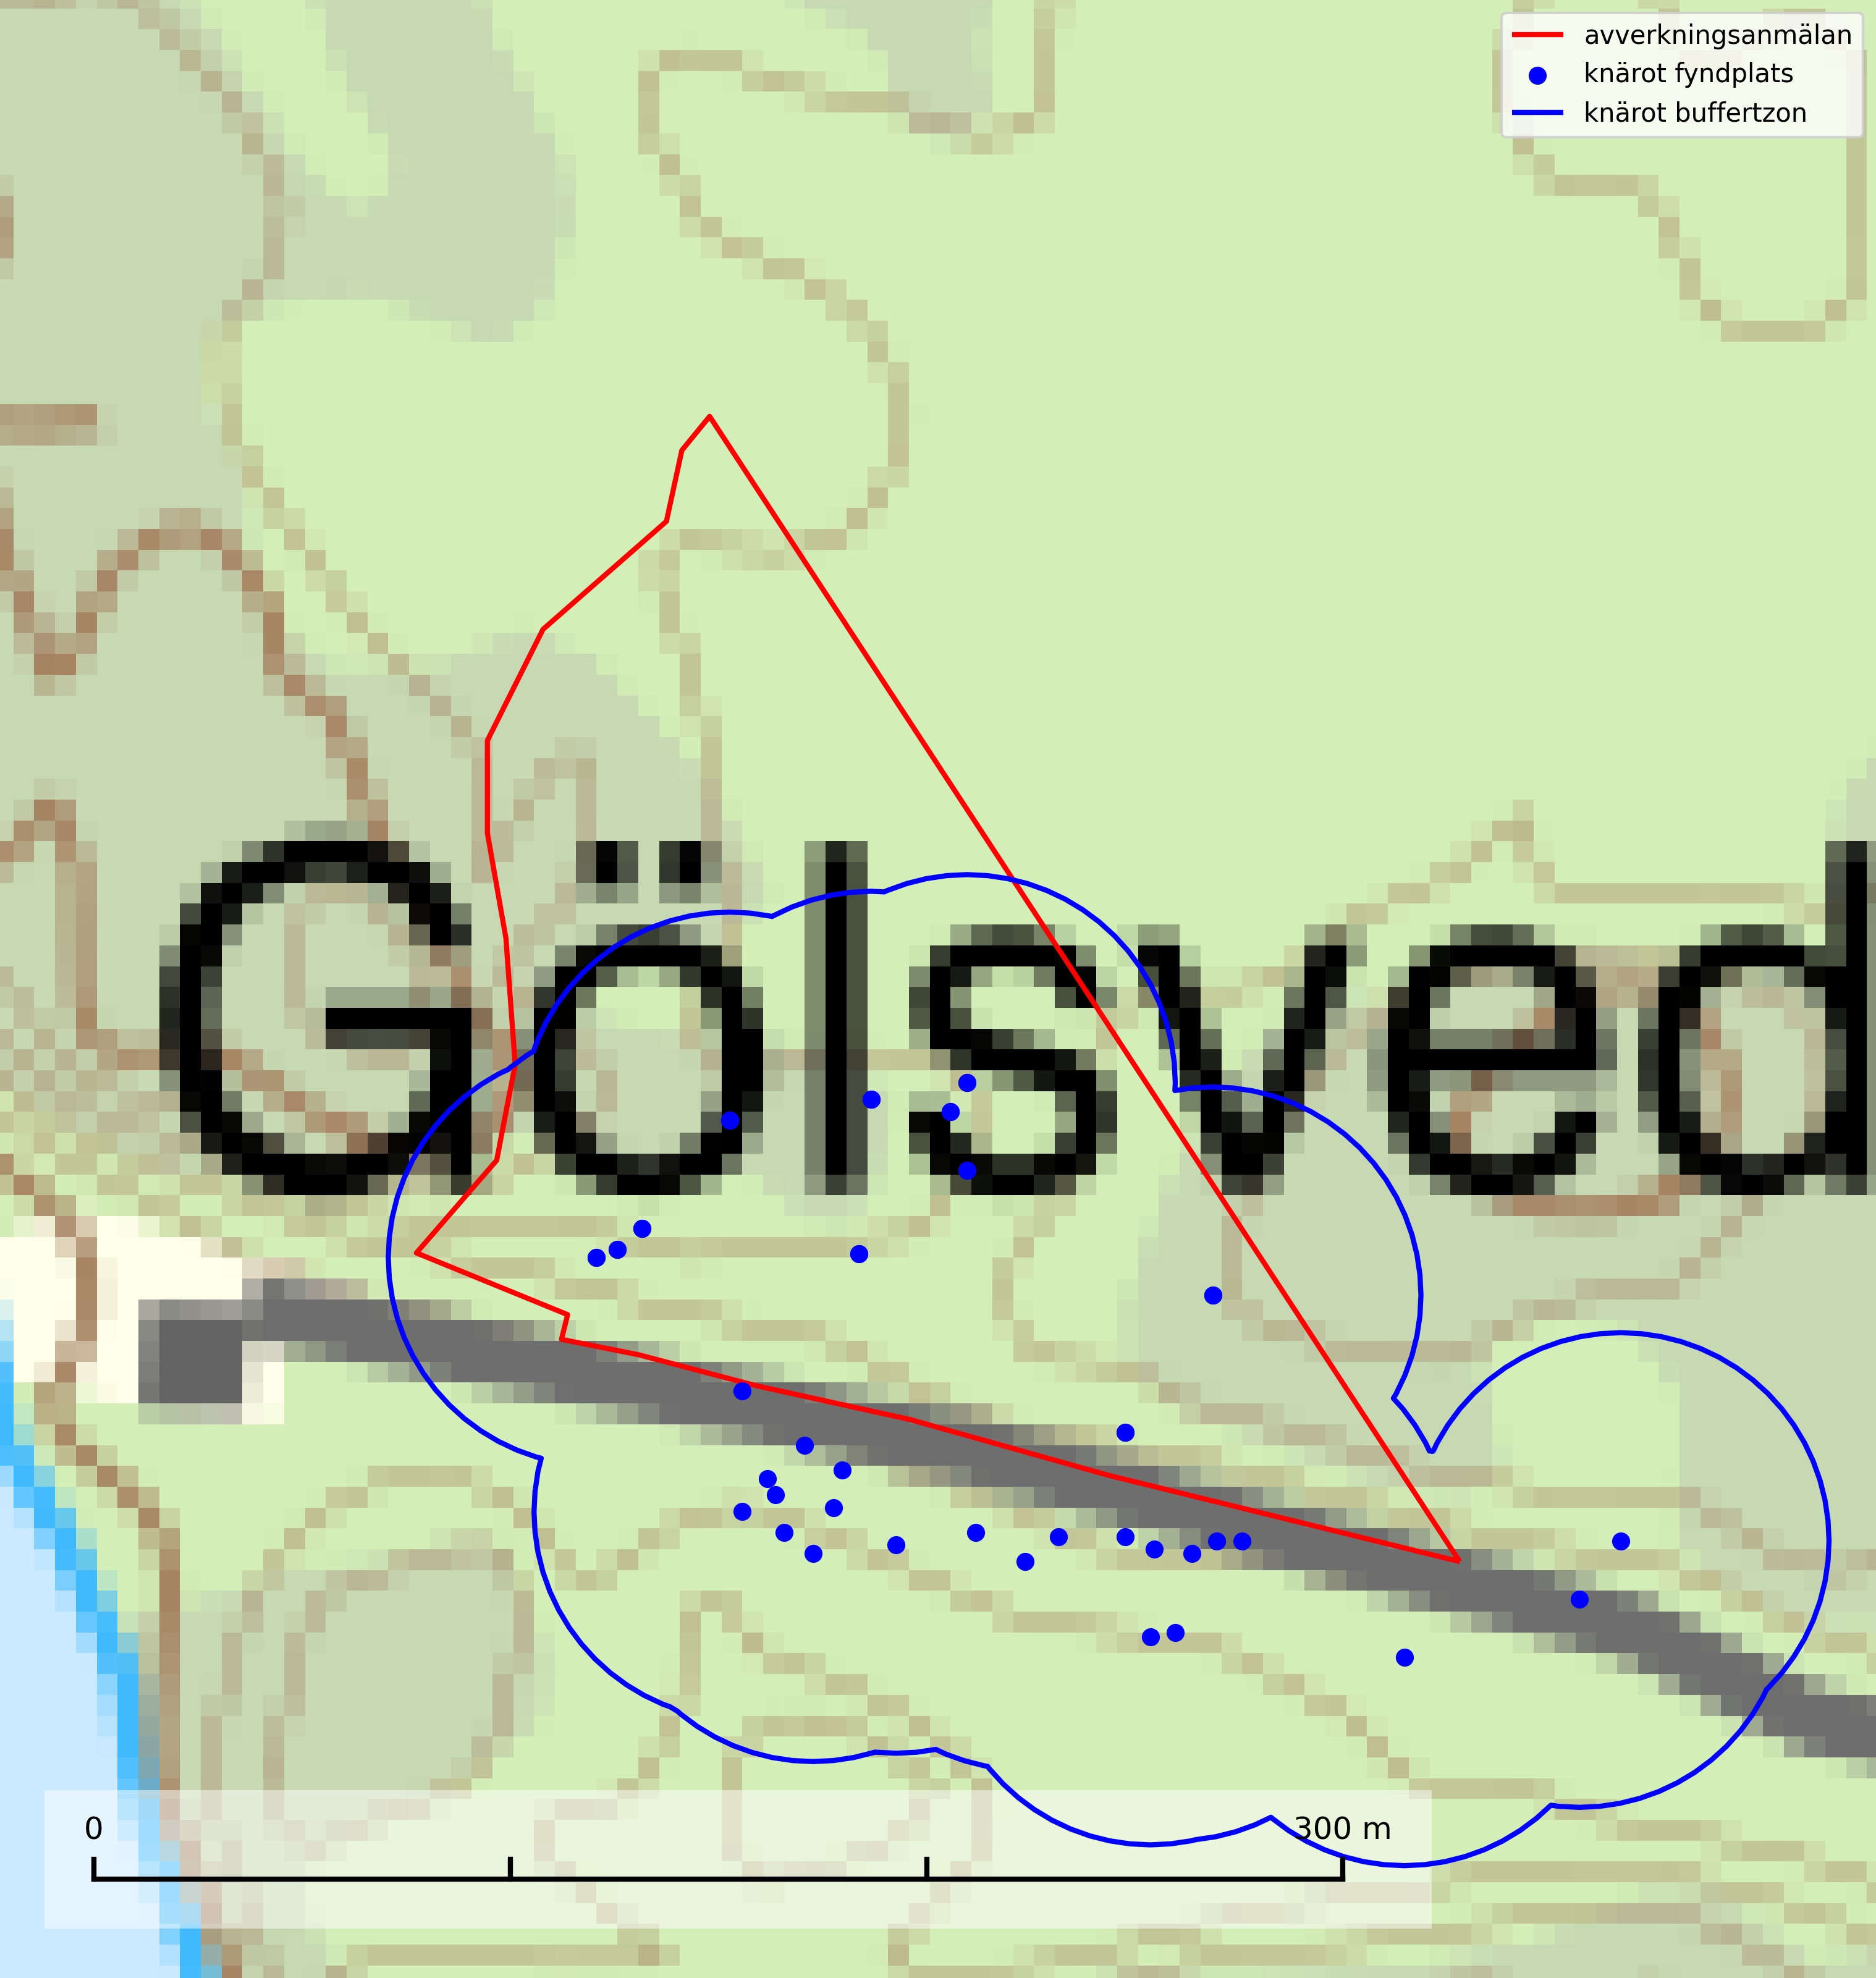 avverkningsanmälan
knärot fyndplats
knärot buffertzon
Gölsved
0 300 m